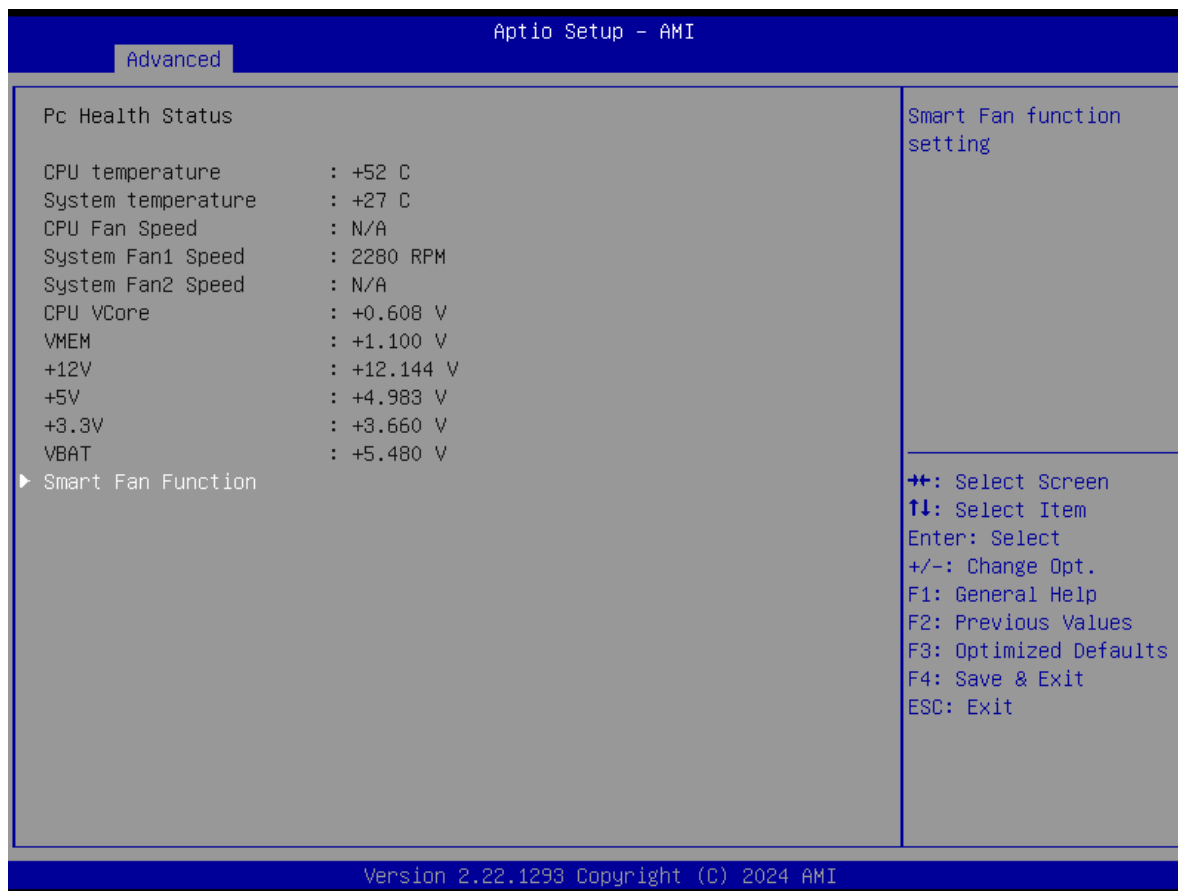 Aptio Setup – AMI
Advanced
Pc Health Status
CPU temperature : +52 C
System temperature : +27 C
CPU Fan Speed : N/A
System Fan1 Speed : 2280 RPM
System Fan2 Speed : N/A
CPU VCore : +0.608 V
VMEM : +1.100 V
+12V : +12.144 V
+5V : +4.983 V
+3.3V : +3.660 V
VBAT : +5.480 V
▶ Smart Fan Function
Smart Fan function
setting
→←: Select Screen
↑↓: Select Item
Enter: Select
+/-: Change Opt.
F1: General Help
F2: Previous Values
F3: Optimized Defaults
F4: Save & Exit
ESC: Exit
Version 2.22.1293 Copyright (C) 2024 AMI